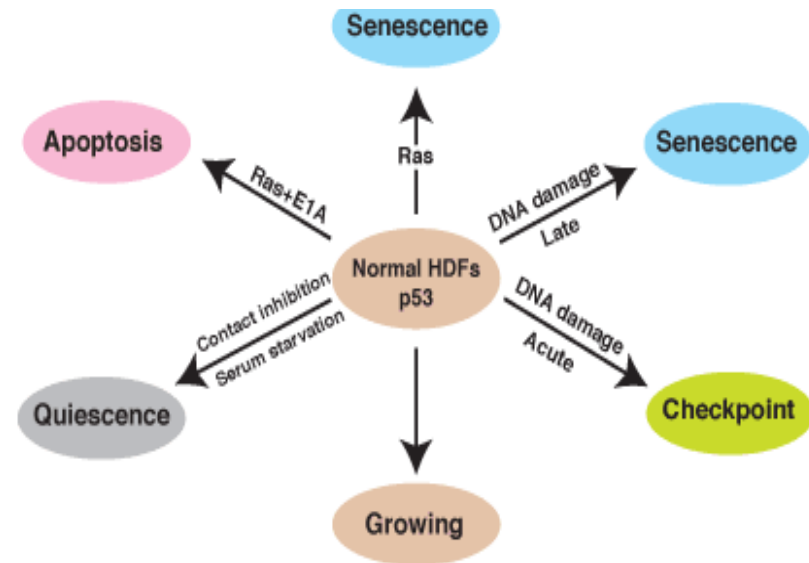 Senescence
Apoptosis
Ras+E1A
Ras
DNA damage
Late
Senescence
Normal HDFs
p53
Contact inhibition
Serum starvation
DNA damage
Acute
Quiescence
Checkpoint
Growing